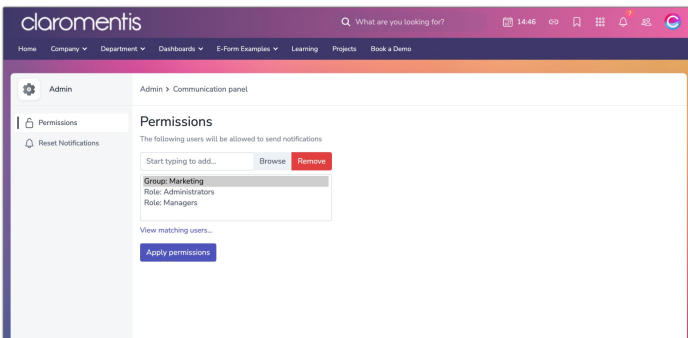 claromentis
What are you looking for?
14:46
7
Home Company Department Dashboards E-Form Examples Learning Projects Book a Demo
Admin
Admin > Communication panel
Permissions
Reset Notifications
Permissions
The following users will be allowed to send notifications
Start typing to add... Browse Remove
Group: Marketing
Role: Administrators
Role: Managers
View matching users...
Apply permissions